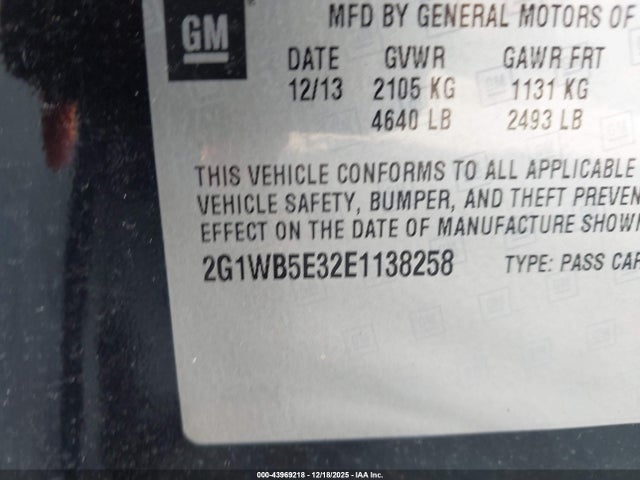 GM
MFD BY GENERAL MOTORS OF
DATE GVWR GAWR FRT
12/13 2105 KG 1131 KG
4640 LB 2493 LB
THIS VEHICLE CONFORMS TO ALL APPLICABLE
VEHICLE SAFETY, BUMPER, AND THEFT PREVEN
EFFECT ON THE DATE OF MANUFACTURE SHOWN
2G1WB5E32E1138258 TYPE: PASS CAR
000-43969218 - 12/18/2025 - IAA Inc.